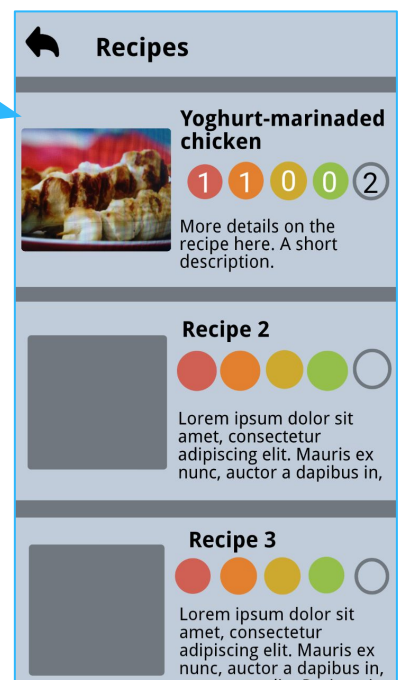 Recipes
Yoghurt-marinaded
chicken
1 1 0 0 2
More details on the
recipe here. A short
description.
Recipe 2
Lorem ipsum dolor sit
amet, consectetur
adipiscing elit. Mauris ex
nunc, auctor a dapibus in,
Recipe 3
Lorem ipsum dolor sit
amet, consectetur
adipiscing elit. Mauris ex
nunc, auctor a dapibus in,